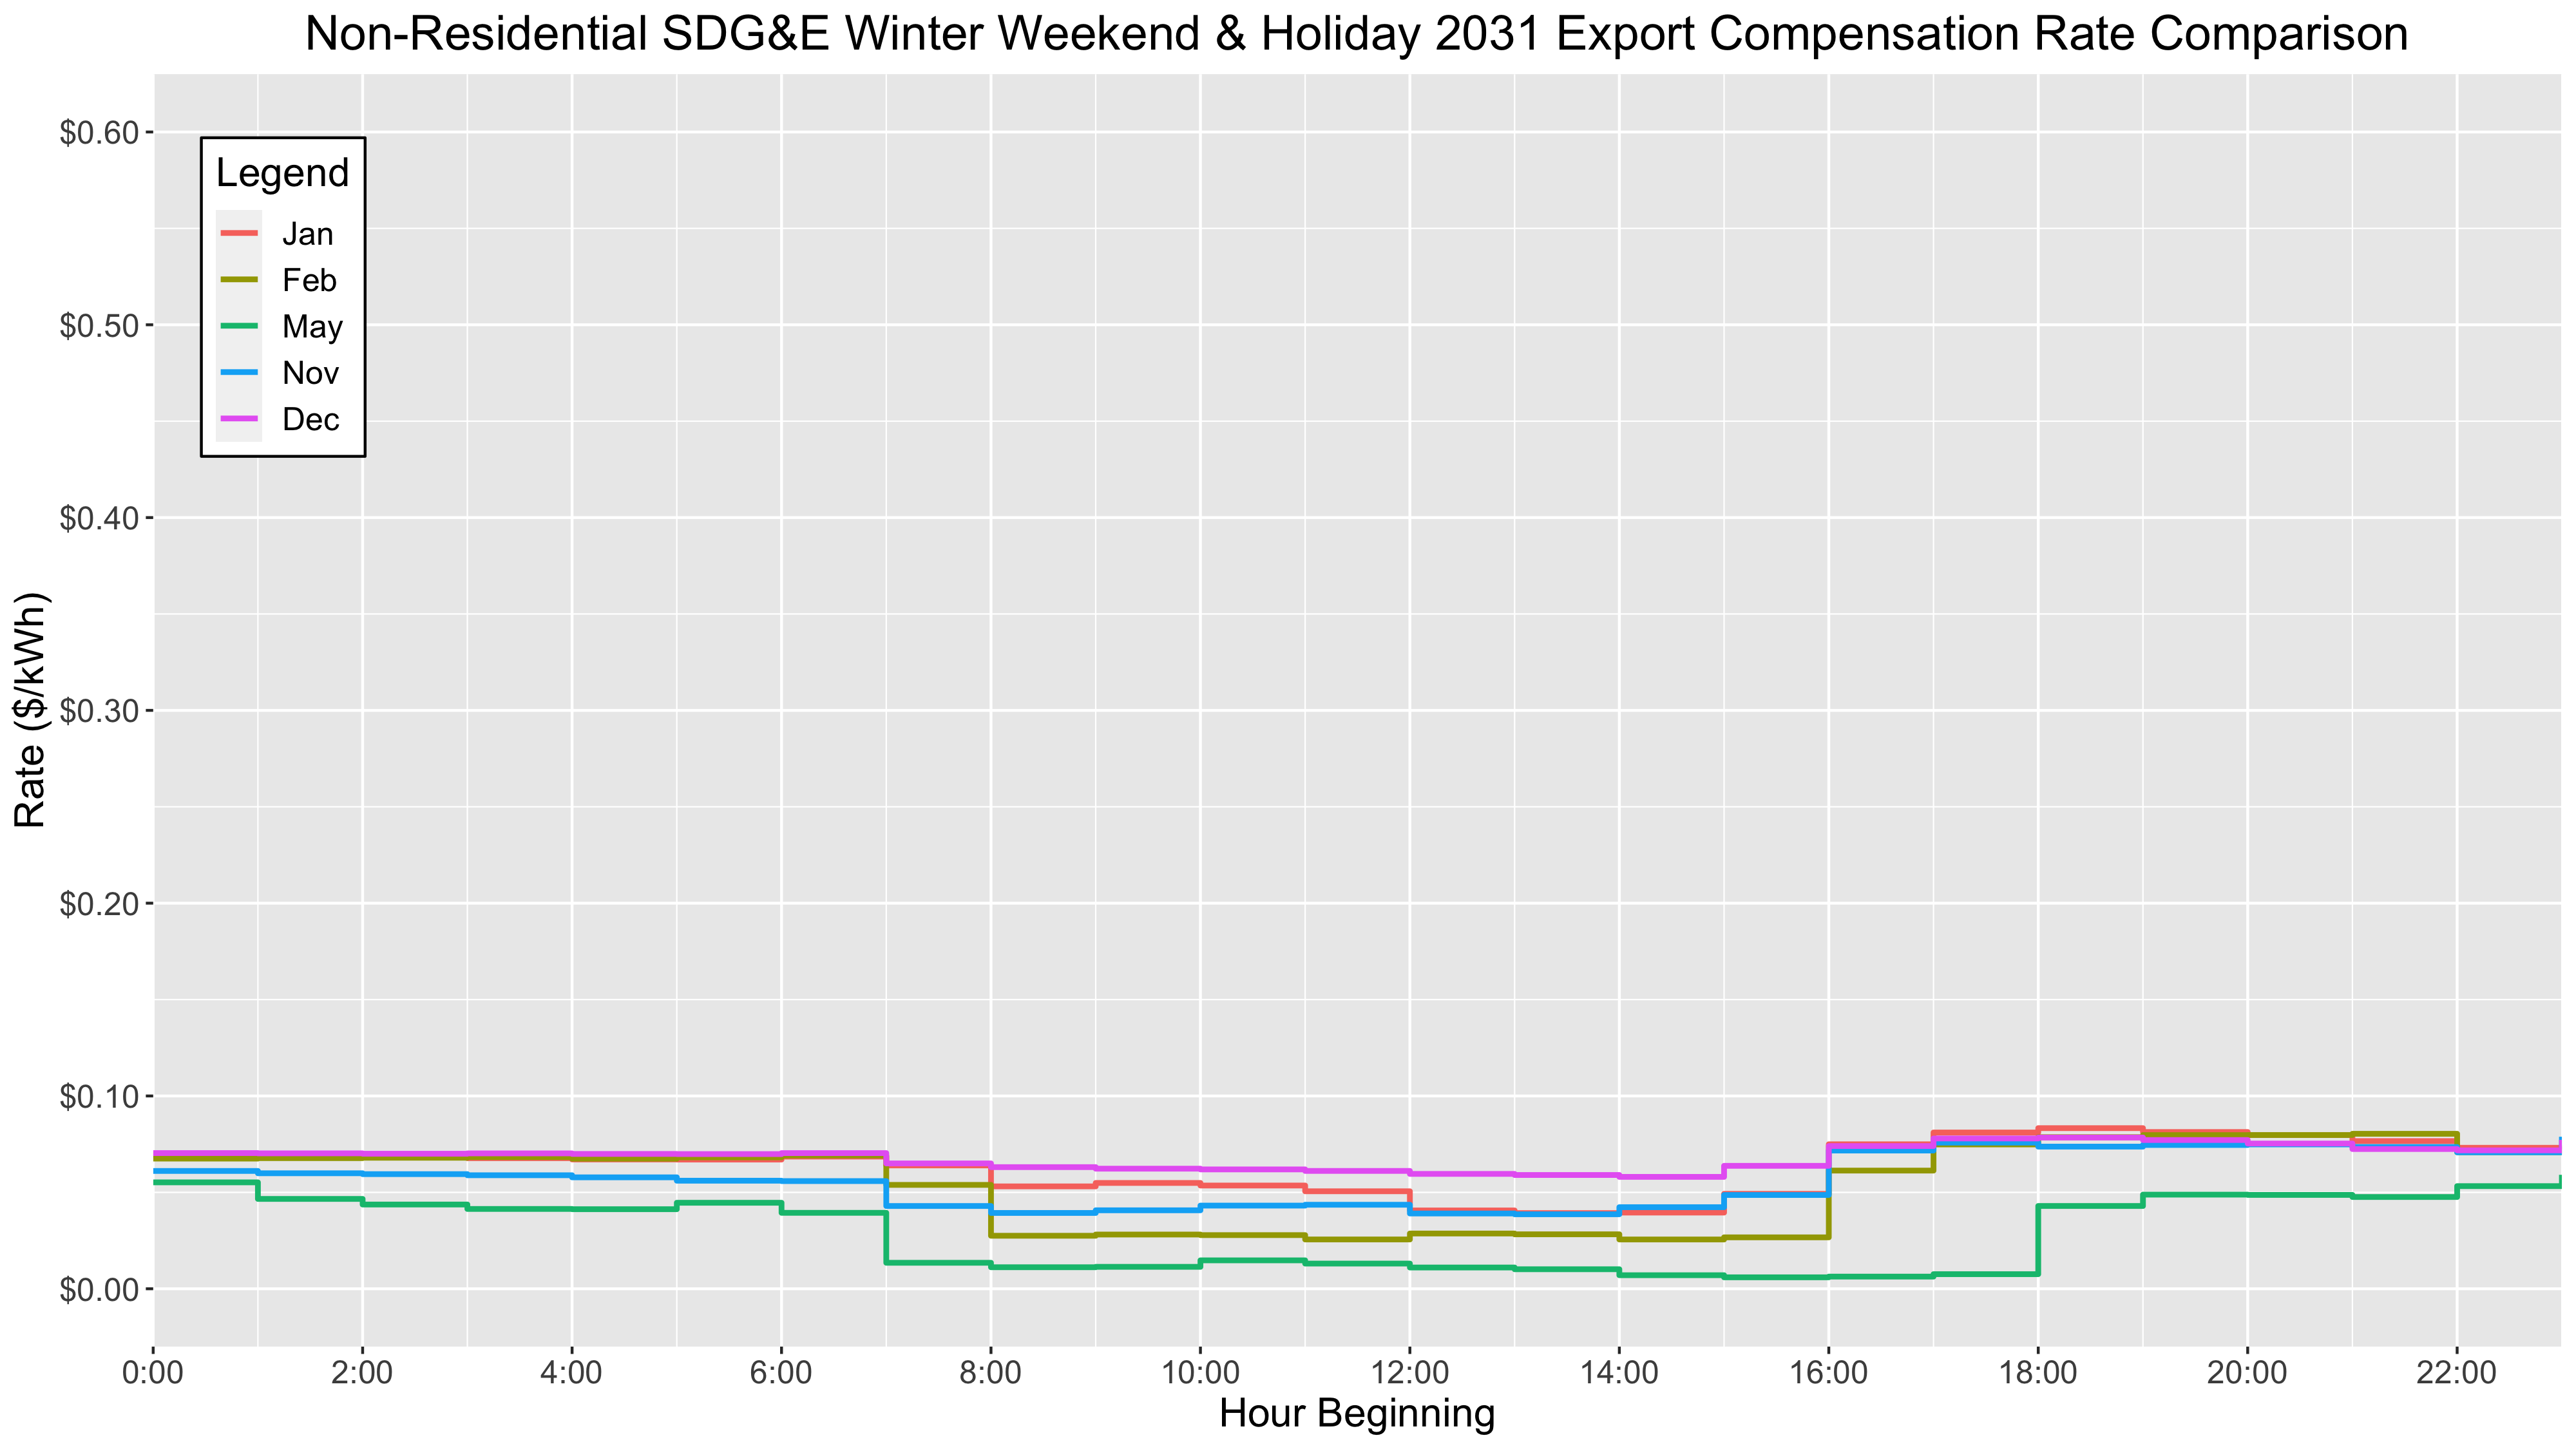 Non-Residential SDG&E Winter Weekend & Holiday 2031 Export Compensation Rate Comparison
Legend
Jan
Feb
May
Nov
Dec
Rate ($/kWh)
$0.60
$0.50
$0.40
$0.30
$0.20
$0.10
$0.00
0:00 2:00 4:00 6:00 8:00 10:00 12:00 14:00 16:00 18:00 20:00 22:00
Hour Beginning